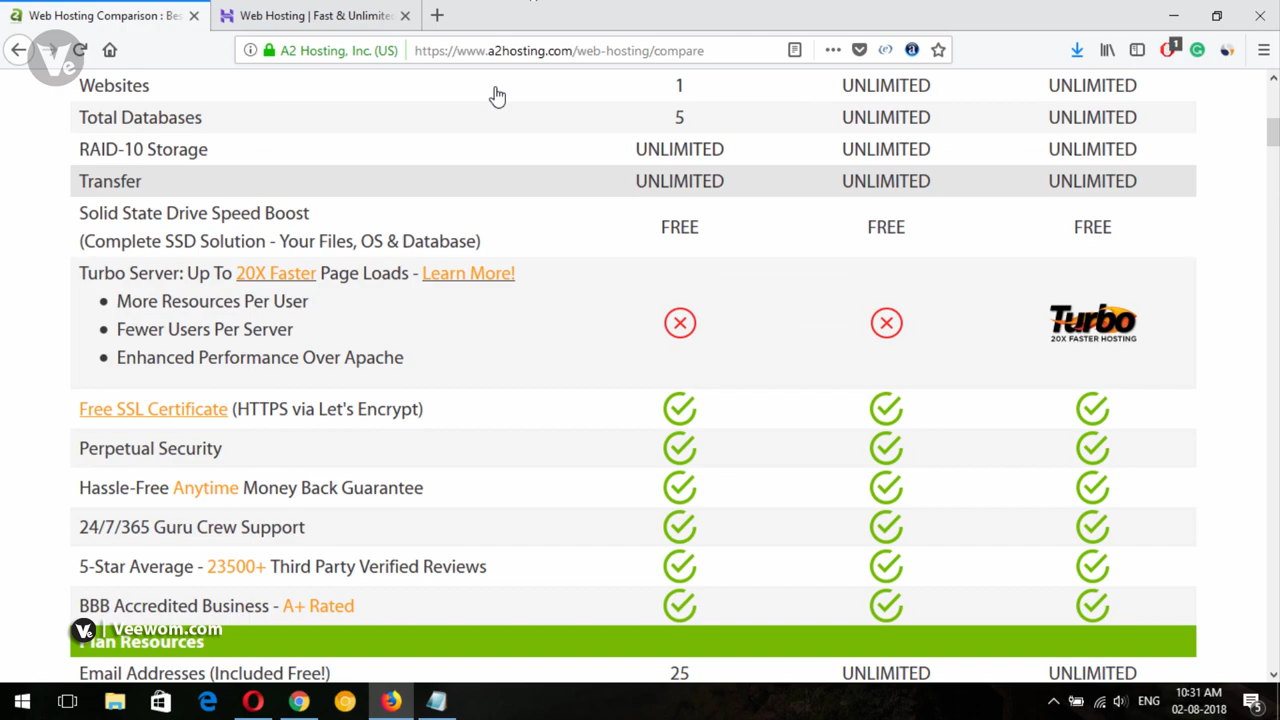 Web Hosting Comparison : Bes
Web Hosting | Fast & Unlimited
A2 Hosting, Inc. (US)
https://www.a2hosting.com/web-hosting/compare
1
Ve
Websites 1 UNLIMITED UNLIMITED
Total Databases 5 UNLIMITED UNLIMITED
RAID-10 Storage UNLIMITED UNLIMITED UNLIMITED
Transfer UNLIMITED UNLIMITED UNLIMITED
Solid State Drive Speed Boost
(Complete SSD Solution - Your Files, OS & Database) FREE FREE FREE
Turbo Server: Up To 20X Faster Page Loads - Learn More!
• More Resources Per User
• Fewer Users Per Server
• Enhanced Performance Over Apache
Turbo
20X FASTER HOSTING
Free SSL Certificate (HTTPS via Let's Encrypt)
Perpetual Security
Hassle-Free Anytime Money Back Guarantee
24/7/365 Guru Crew Support
5-Star Average - 23500+ Third Party Verified Reviews
BBB Accredited Business - A+ Rated
Ve | Veewom.com
Plan Resources
Email Addresses (Included Free!) 25 UNLIMITED UNLIMITED
ENG
10:31 AM
02-08-2018
5